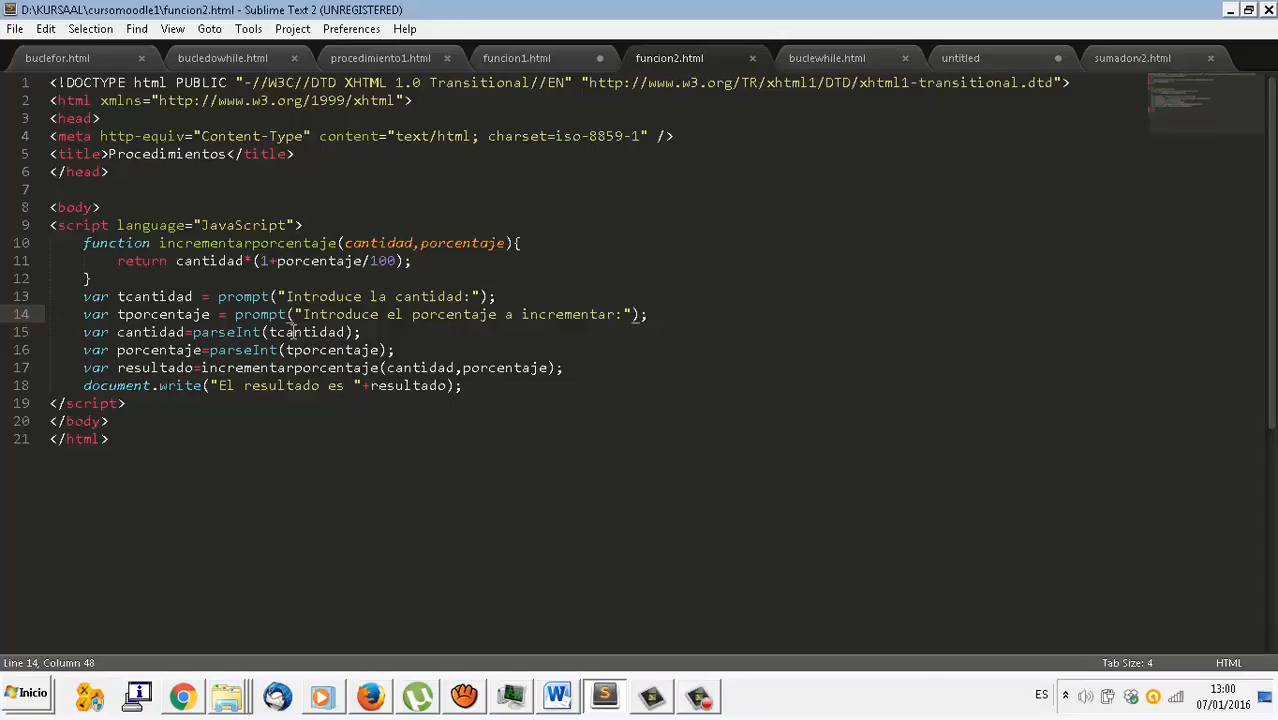 D:\KURSAAL\cursomoodle1\funcion2.html - Sublime Text 2 (UNREGISTERED)
File Edit Selection Find View Goto Tools Project Preferences Help
buclefor.html bucledowhile.html procedimiento1.html funcion1.html funcion2.html buclewhile.html untitled sumadorv2.html
1 <!DOCTYPE html PUBLIC "-//W3C//DTD XHTML 1.0 Transitional//EN" "http://www.w3.org/TR/xhtml1/DTD/xhtml1-transitional.dtd">
2 <html xmlns="http://www.w3.org/1999/xhtml">
3 <head>
4 <meta http-equiv="Content-Type" content="text/html; charset=iso-8859-1" />
5 <title>Procedimientos</title>
6 </head>
7
8 <body>
9 <script language="JavaScript">
10 function incrementarporcentaje(cantidad,porcentaje){
11 return cantidad*(1+porcentaje/100);
12 }
13 var tcantidad = prompt("Introduce la cantidad:");
14 var tporcentaje = prompt("Introduce el porcentaje a incrementar:");
15 var cantidad=parseInt(tcantidad);
16 var porcentaje=parseInt(tporcentaje);
17 var resultado=incrementarporcentaje(cantidad,porcentaje);
18 document.write("El resultado es "+resultado);
19 </script>
20 </body>
21 </html>
Line 14, Column 48 Tab Size: 4 HTML
Inicio ES 13:00
07/01/2016